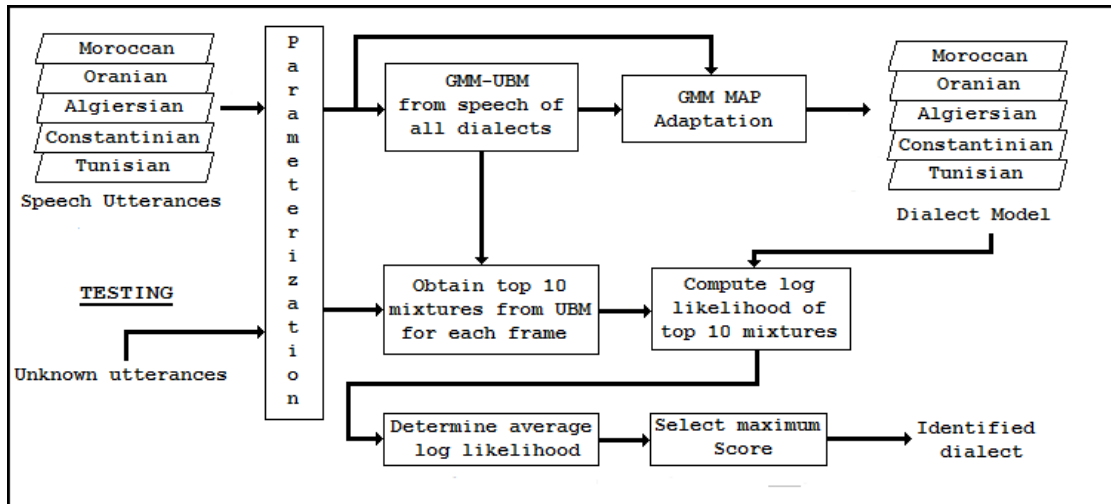 Moroccan
Oranian
Algiersian
Constantinian
Tunisian
Speech Utterances
TESTING
Unknown utterances
Parameeterization
GMM-UBM
from speech of
all dialects
GMM MAP
Adaptation
Moroccan
Oranian
Algiersian
Constantinian
Tunisian
Dialect Model
Obtain top 10
mixtures from UBM
for each frame
Compute log
likelihood of
top 10 mixtures
Determine average
log likelihood
Select maximum
Score
Identified
dialect